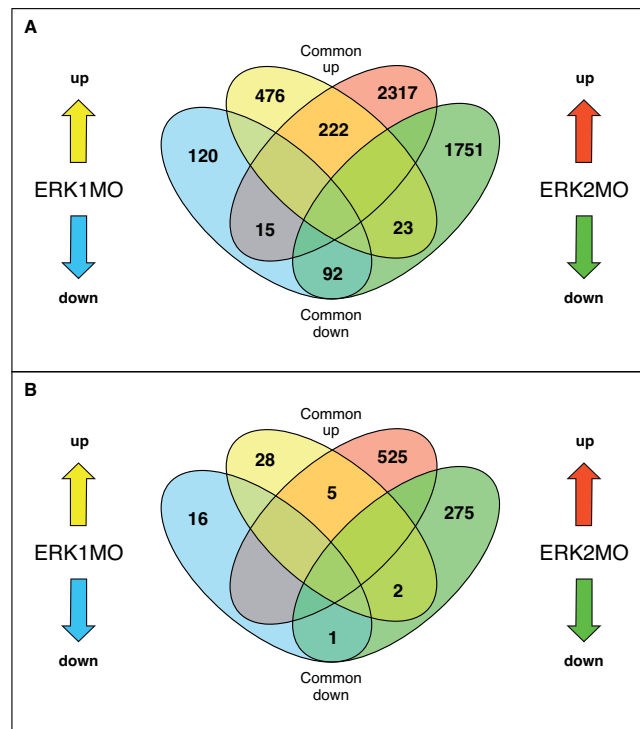 A
Common
up
up
up
476
2317
222
120
1751
ERK1MO
ERK2MO
15
23
92
down
down
Common
down
B
Common
up
up
up
28
525
5
16
275
ERK1MO
ERK2MO
2
1
down
down
Common
down